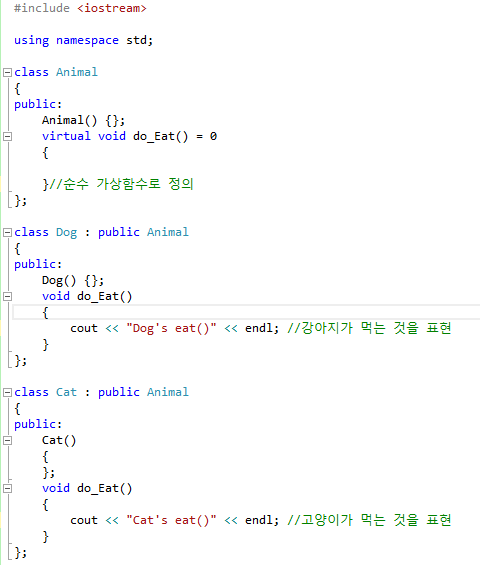 #include <iostream>
using namespace std;
class Animal
{
public:
Animal() {};
virtual void do_Eat() = 0
{
}//순수 가상함수로 정의
};
class Dog : public Animal
{
public:
Dog() {};
void do_Eat()
{
cout << "Dog's eat()" << endl; //강아지가 먹는 것을 표현
}
};
class Cat : public Animal
{
public:
Cat()
{
};
void do_Eat()
{
cout << "Cat's eat()" << endl; //고양이가 먹는 것을 표현
}
};